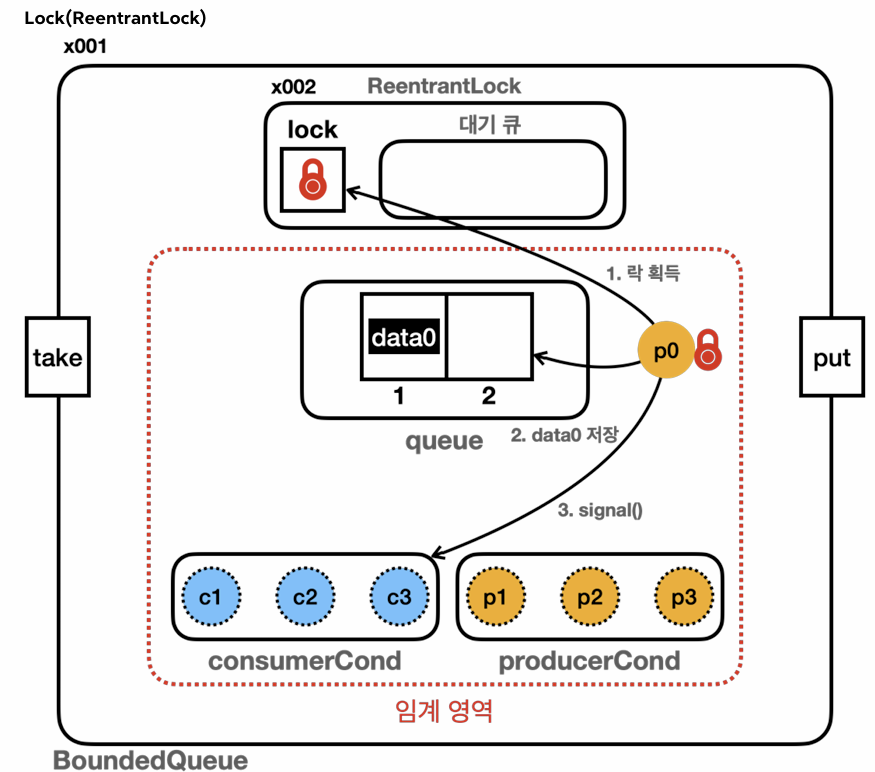 Lock(ReentrantLock)
x001
x002 ReentrantLock
lock 대기 큐
1. 락 획득
data0
take
p0
put
1 2
queue
2. data0 저장
3. signal()
c1 c2 c3 p1 p2 p3
consumerCond producerCond
임계 영역
BoundedQueue